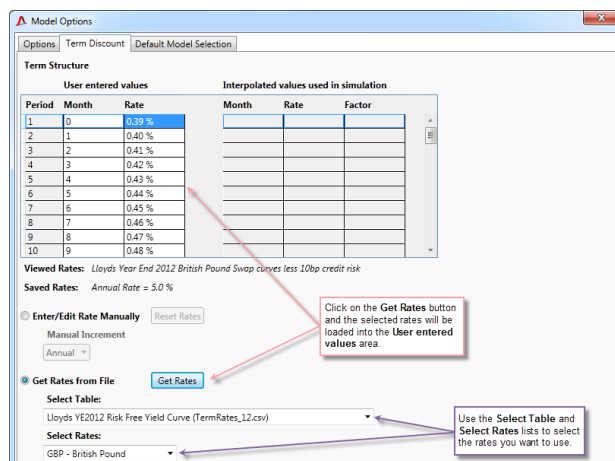 Model Options
Options Term Discount Default Model Selection
Term Structure
User entered values Interpolated values used in simulation
Period Month Rate Month Rate Factor
1 0 0.39 %
2 1 0.40 %
3 2 0.41 %
4 3 0.42 %
5 4 0.43 %
6 5 0.44 %
7 6 0.45 %
8 7 0.46 %
9 8 0.47 %
10 9 0.48 %
Viewed Rates: Lloyds Year End 2012 British Pound Swap curves less 10bp credit risk
Saved Rates: Annual Rate = 5.0 %
Enter/Edit Rate Manually Reset Rates
Manual Increment
Annual
Click on the Get Rates button
and the selected rates will be
loaded into the User entered
values area.
Get Rates from File Get Rates
Select Table:
Lloyds YE2012 Risk Free Yield Curve (TermRates_12.csv)
Select Rates:
GBP - British Pound
Use the Select Table and
Select Rates lists to select
the rates you want to use.